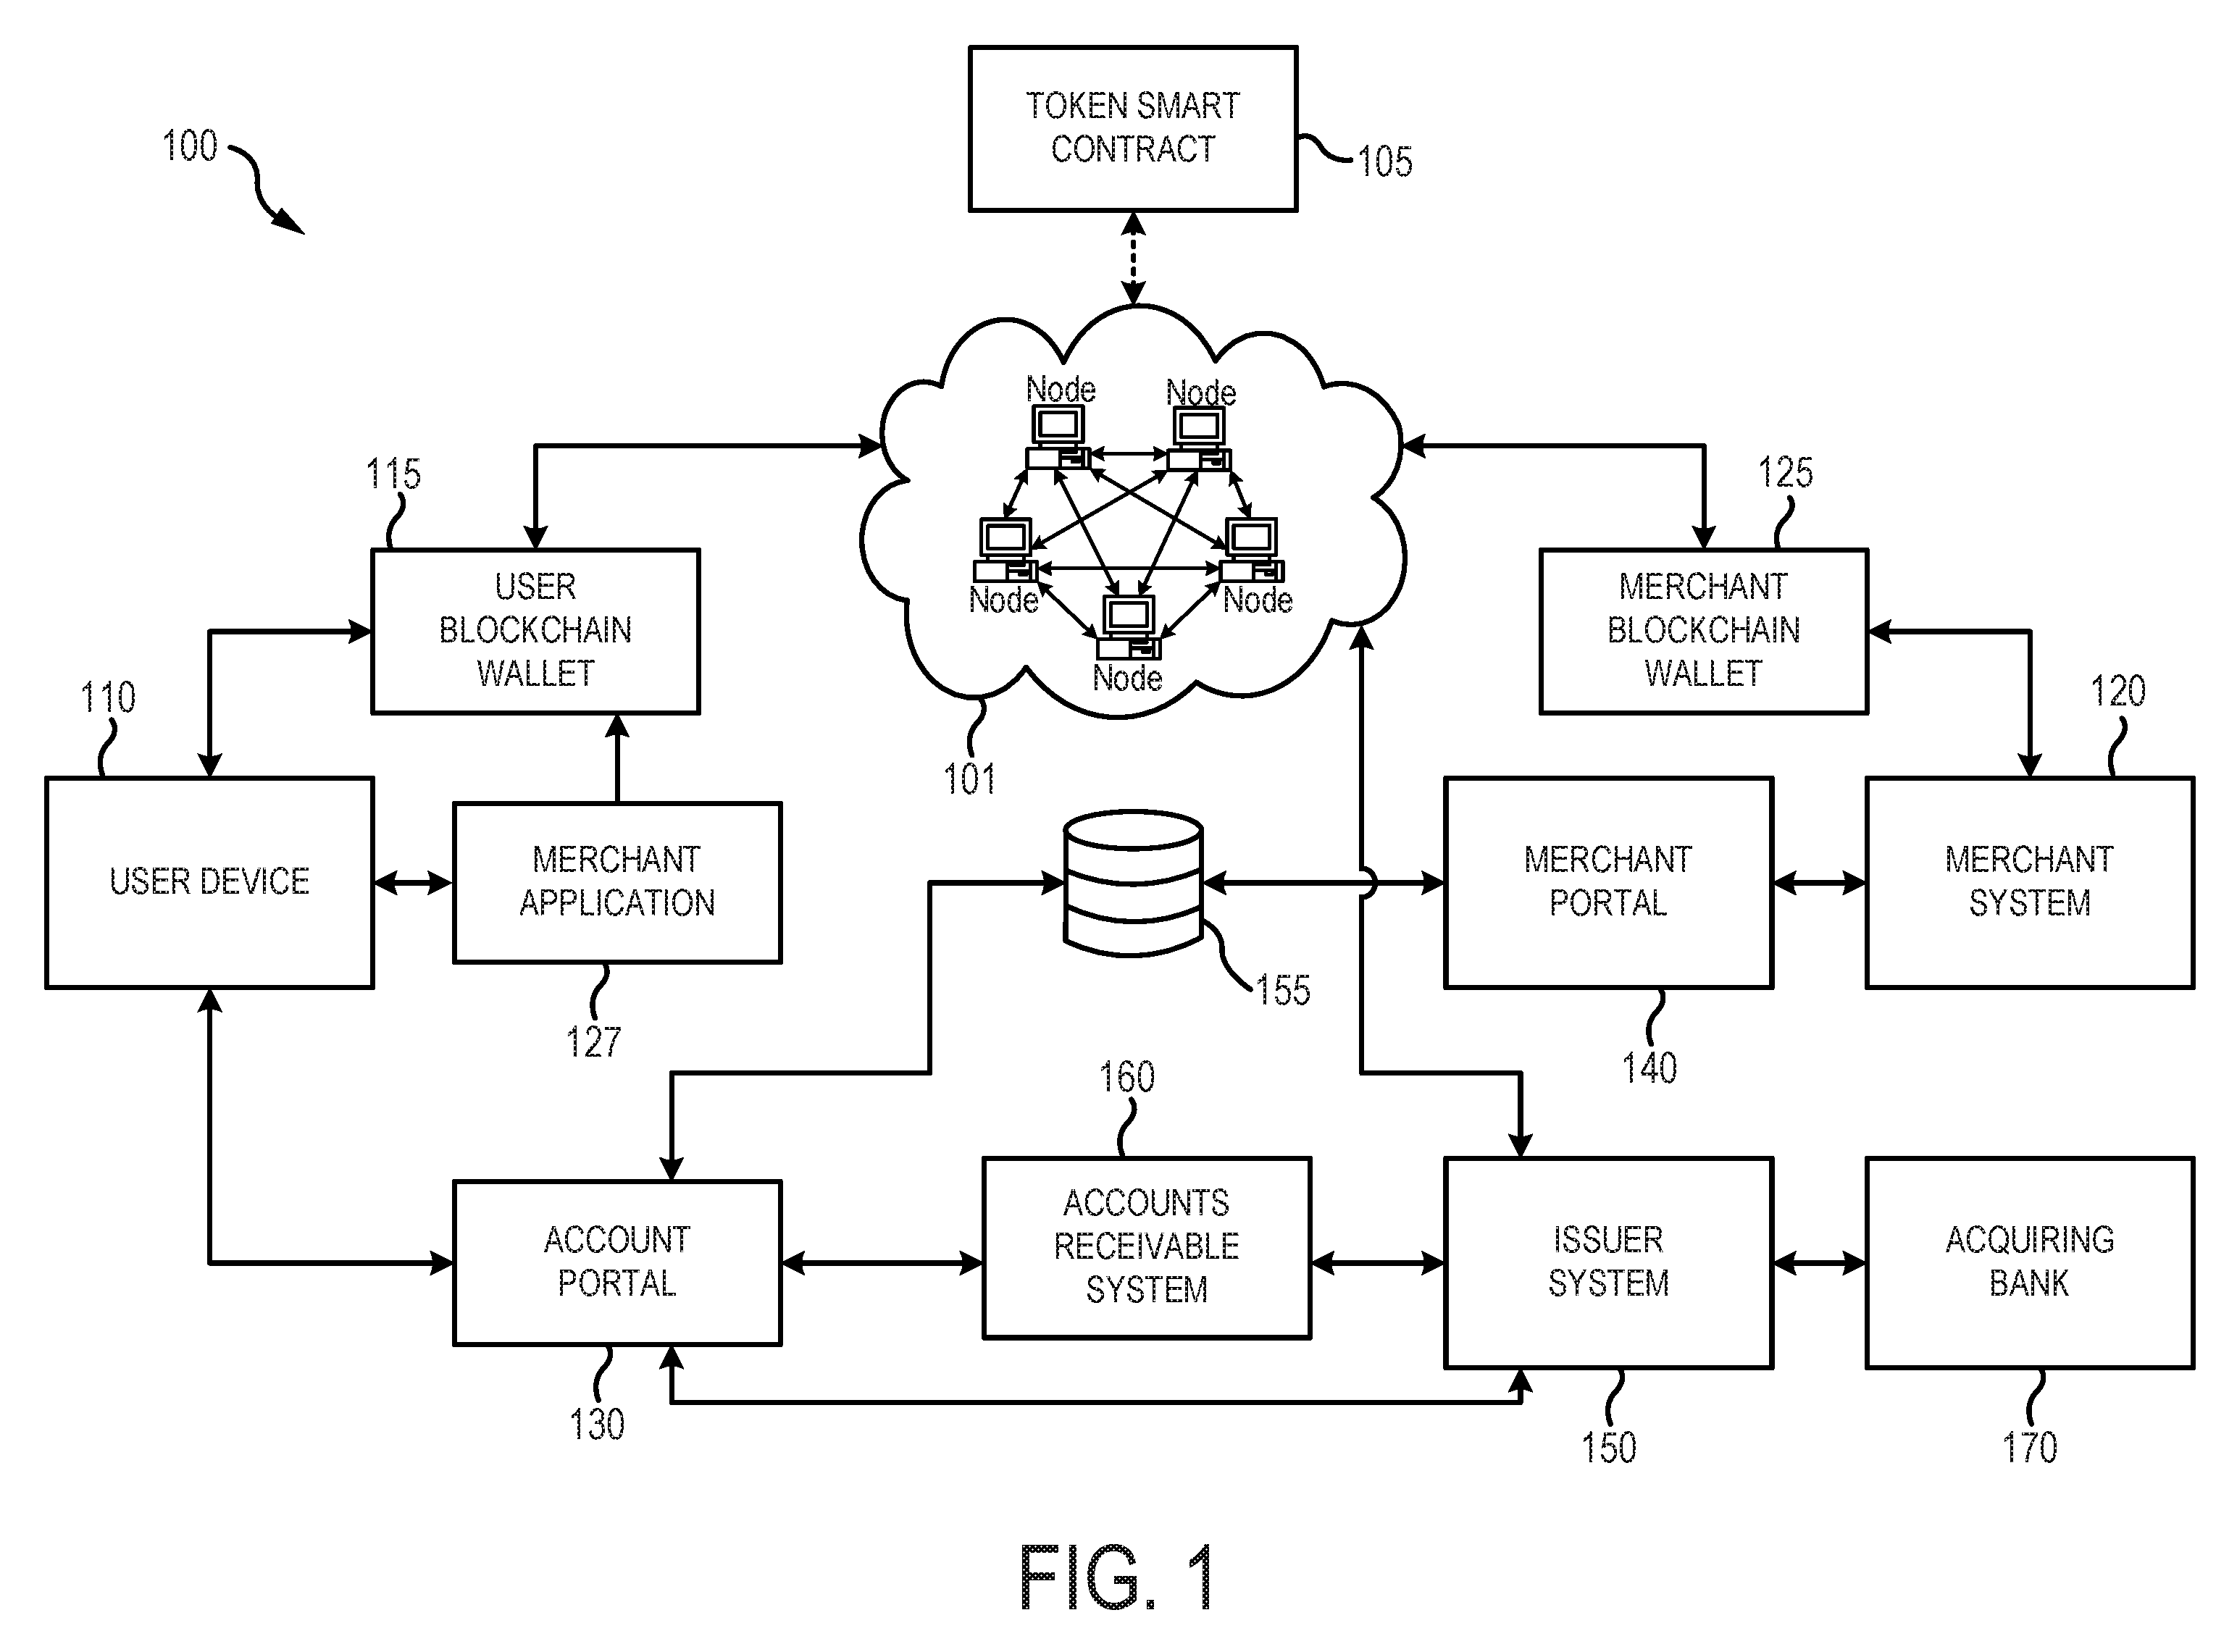 TOKEN SMART
CONTRACT
100
105
Node
Node
115
125
USER
BLOCKCHAIN
WALLET
Node
Node
MERCHANT
BLOCKCHAIN
WALLET
Node
110
120
101
USER DEVICE
MERCHANT
APPLICATION
MERCHANT
PORTAL
MERCHANT
SYSTEM
155
127
140
160
ACCOUNT
PORTAL
ACCOUNTS
RECEIVABLE
SYSTEM
ISSUER
SYSTEM
ACQUIRING
BANK
130
150
170
FIG. 1